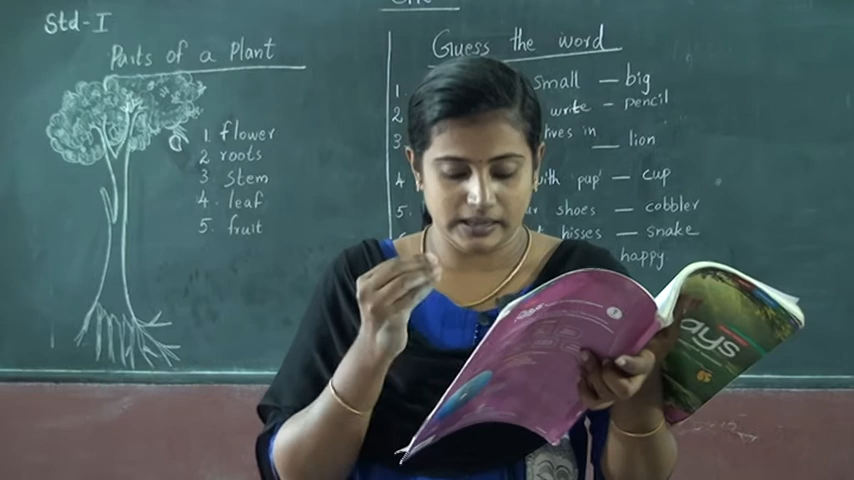 Std-I
Parts of a Plant
1. flower
2 roots
3 stem
4. leaf
5. fruit
Guess the word
1. small — big
2 write — pencil
3 lives in
— lion
4 with 'pup' — cup
5. shoes — cobbler
hisses — snake
happy
ays